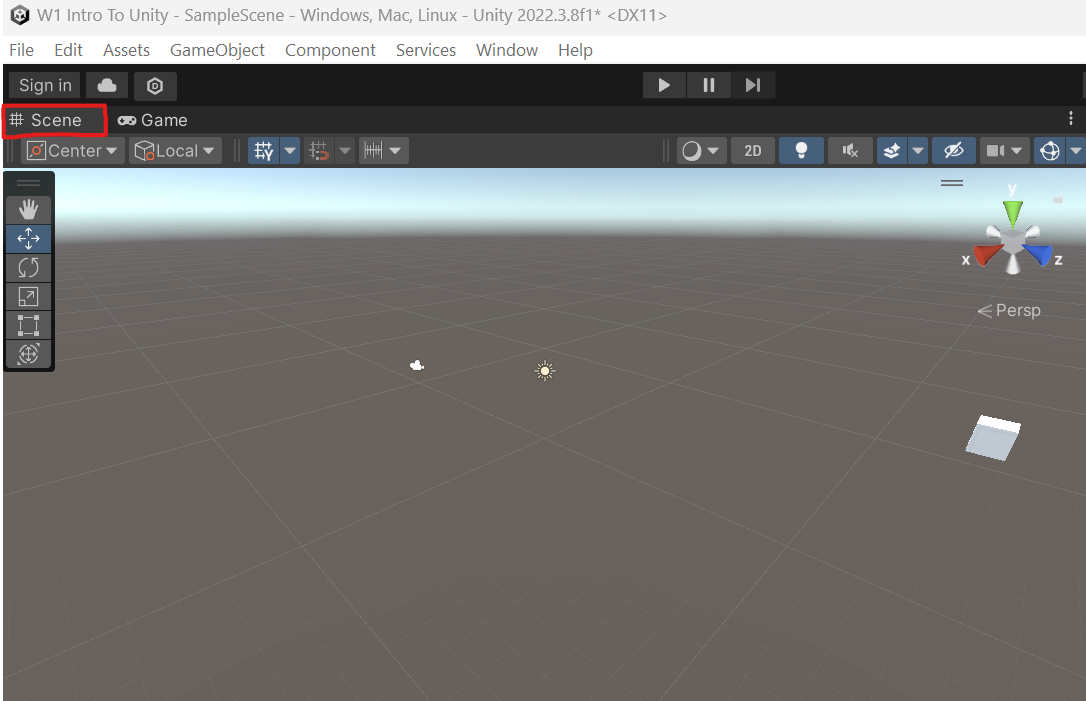 W1 Intro To Unity - SampleScene - Windows, Mac, Linux - Unity 2022.3.8f1* <DX11>
File Edit Assets GameObject Component Services Window Help
Sign in
Scene Game
Center Local 2D
y
x z
Persp